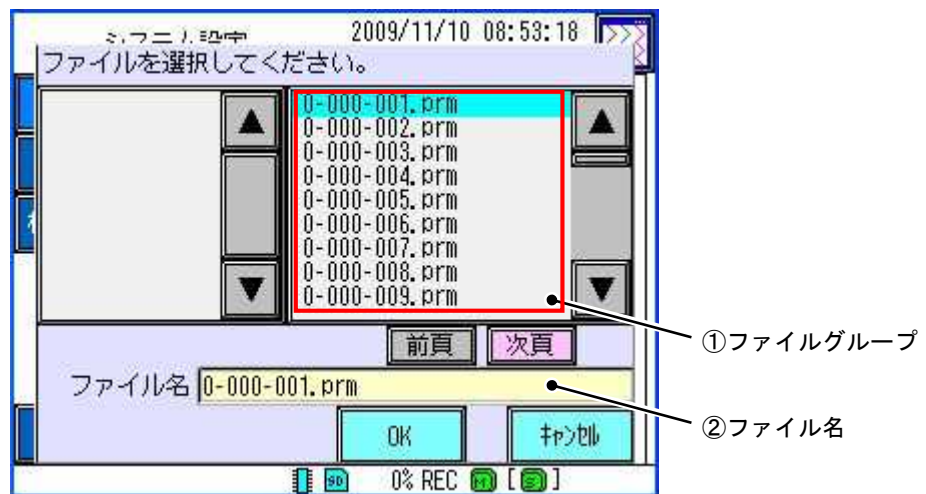 2009/11/10 08:53:18
ファイルを選択してください。
0-000-001.prm
0-000-002.prm
0-000-003.prm
0-000-004.prm
0-000-005.prm
0-000-006.prm
0-000-007.prm
0-000-008.prm
0-000-009.prm
①ファイルグループ
前頁 次頁
ファイル名 0-000-001.prm
②ファイル名
OK ｷｬﾝｾﾙ
SD 0% REC [M] [S]